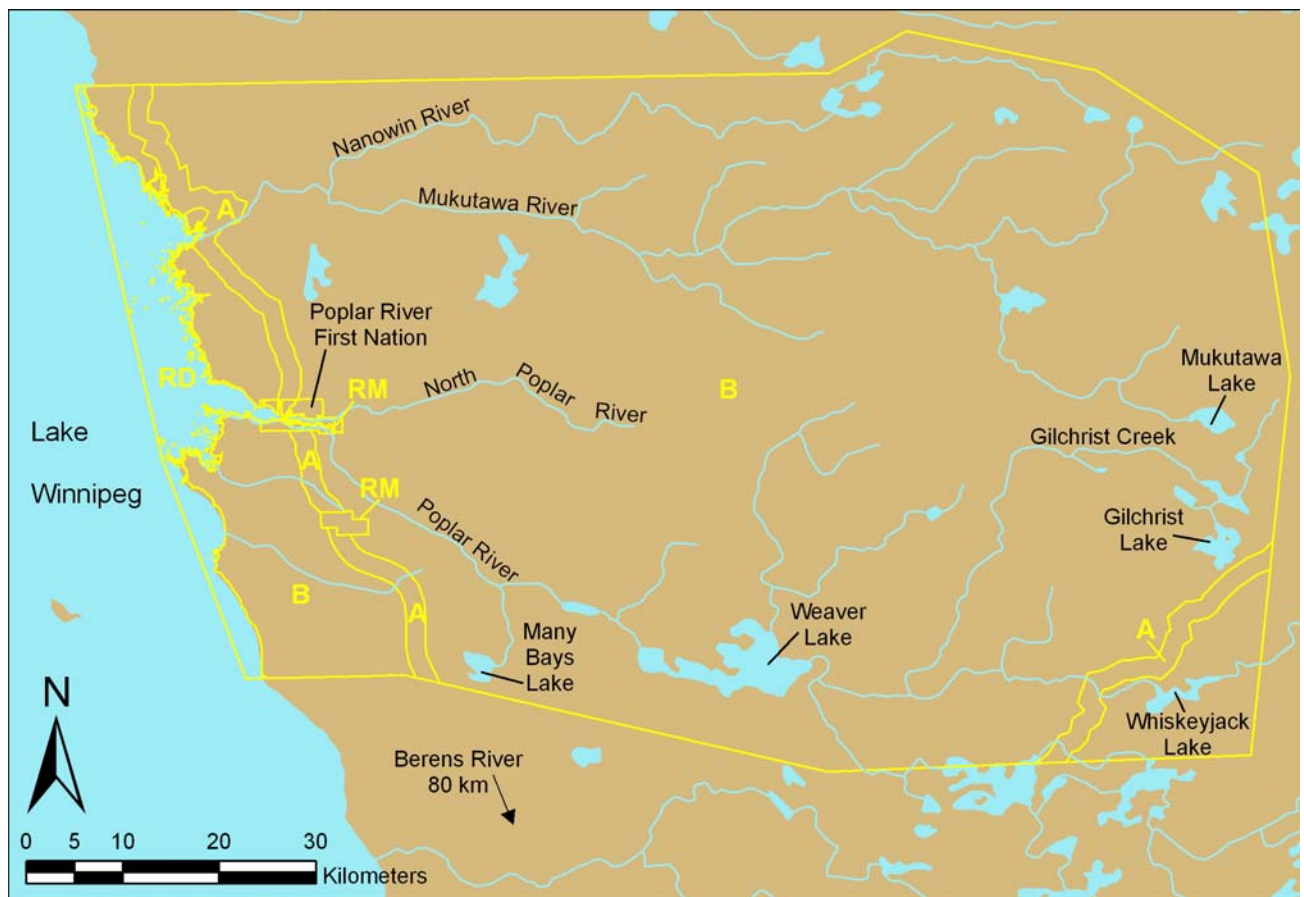 Nanowin River
A
Mukutawa River
Poplar River
First Nation
RD
RM
North Poplar River
B
Mukutawa
Lake
Gilchrist Creek
Lake
Winnipeg
A
RM
Poplar River
Gilchrist
Lake
B
A
Many
Bays
Lake
Weaver
Lake
A
Whiskeyjack
Lake
N
Berens River
80 km
0 5 10 20 30
Kilometers